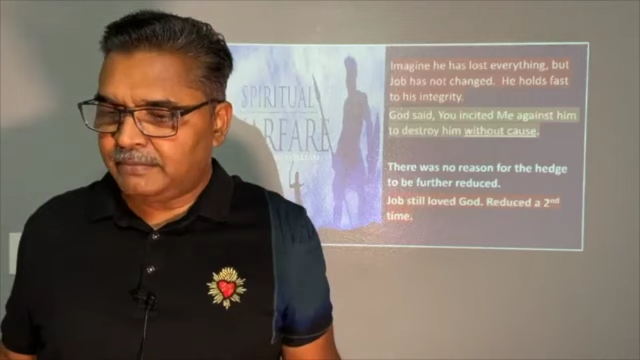 SPIRITUAL
WARFARE
Imagine he has lost everything, but
Job has not changed. He holds fast
to his integrity.
God said, You incited Me against him
to destroy him without cause.
There was no reason for the hedge
to be further reduced.
Job still loved God. Reduced a 2nd
time.